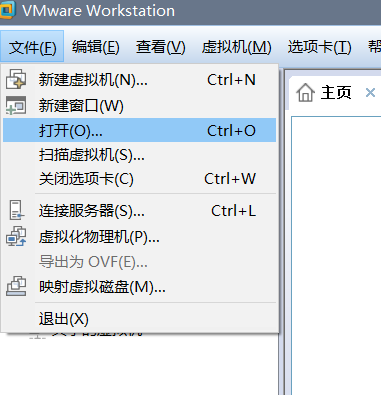 VMware Workstation
文件(F) 编辑(E) 查看(V) 虚拟机(M) 选项卡(T) 帮
新建虚拟机(N)... Ctrl+N
新建窗口(W)
打开(O)... Ctrl+O
扫描虚拟机(S)...
关闭选项卡(C) Ctrl+W
连接服务器(S)... Ctrl+L
虚拟化物理机(P)...
导出为 OVF(E)...
映射虚拟磁盘(M)...
退出(X)
主页